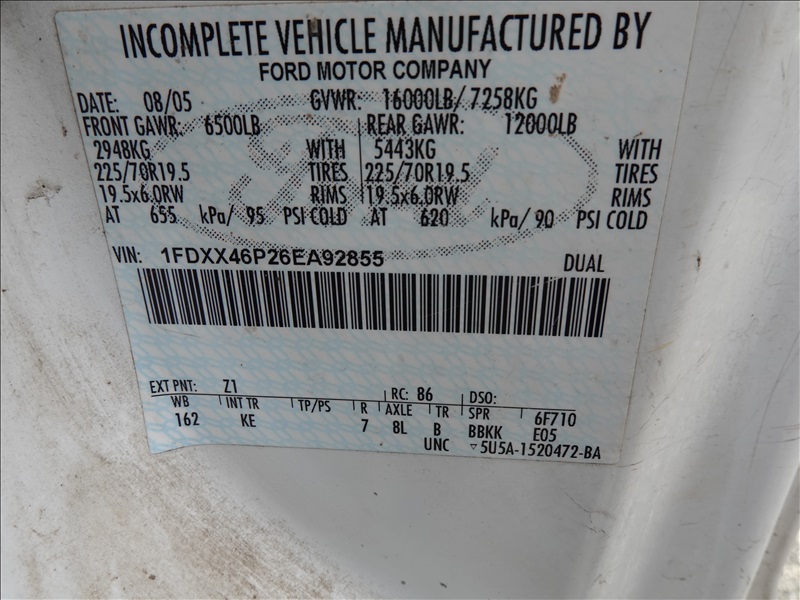 INCOMPLETE VEHICLE MANUFACTURED BY
FORD MOTOR COMPANY
DATE: 08/05 GVWR: 16000LB/ 7258KG
FRONT GAWR: 6500LB REAR GAWR: 12000LB
2948KG WITH 5443KG WITH
225/70R19.5 TIRES 225/70R19.5 TIRES
19.5x6.0RW RIMS 19.5x6.0RW RIMS
AT 655 kPa/ 95 PSI COLD AT 620 kPa/ 90 PSI COLD
VIN: 1FDXX46P26EA92855 DUAL
EXT PNT: Z1 RC: 86 DSO:
WB INT TR TP/PS R AXLE TR SPR 6F710
162 KE 7 8L B BBKK E05
UNC ▽5U5A-1520472-BA